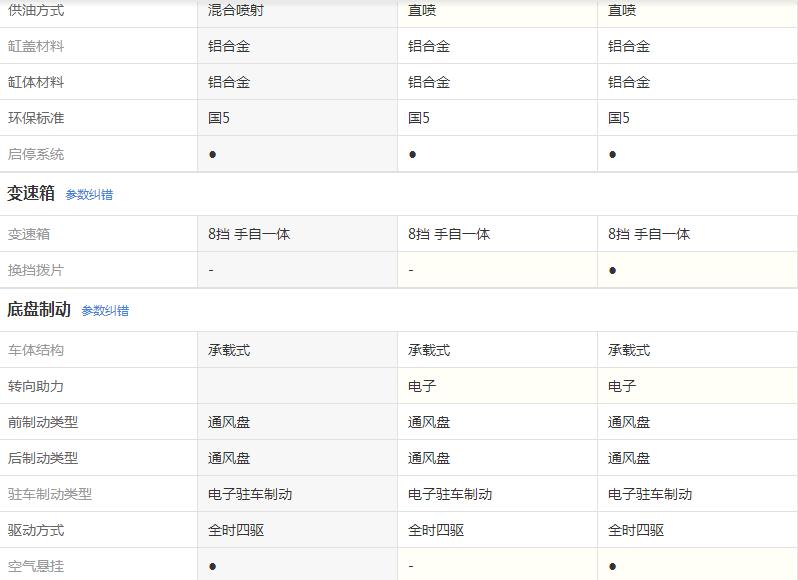 供油方式 混合喷射 直喷 直喷
缸盖材料 铝合金 铝合金 铝合金
缸体材料 铝合金 铝合金 铝合金
环保标准 国5 国5 国5
启停系统 ● ● ●
变速箱 参数纠错
变速箱 8挡 手自一体 8挡 手自一体 8挡 手自一体
换挡拨片 - - ●
底盘制动 参数纠错
车体结构 承载式 承载式 承载式
转向助力 电子 电子
前制动类型 通风盘 通风盘 通风盘
后制动类型 通风盘 通风盘 通风盘
驻车制动类型 电子驻车制动 电子驻车制动 电子驻车制动
驱动方式 全时四驱 全时四驱 全时四驱
空气悬挂 ● - ●